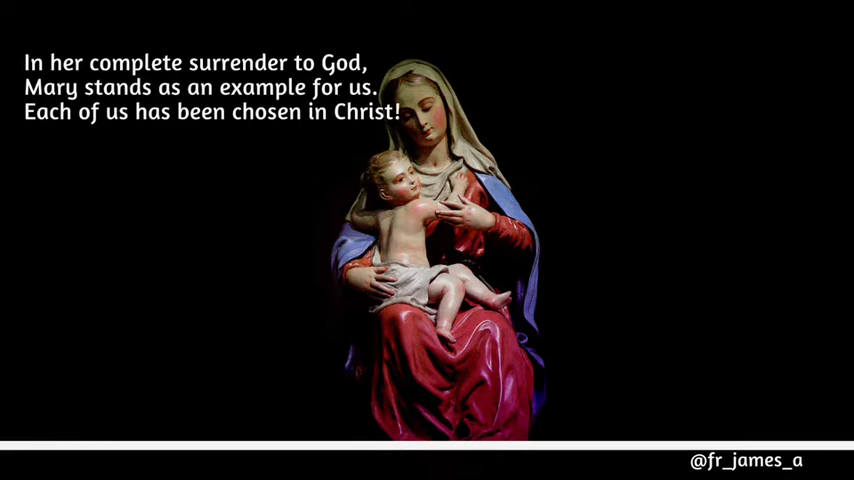 In her complete surrender to God,
Mary stands as an example for us.
Each of us has been chosen in Christ!
@fr_james_a